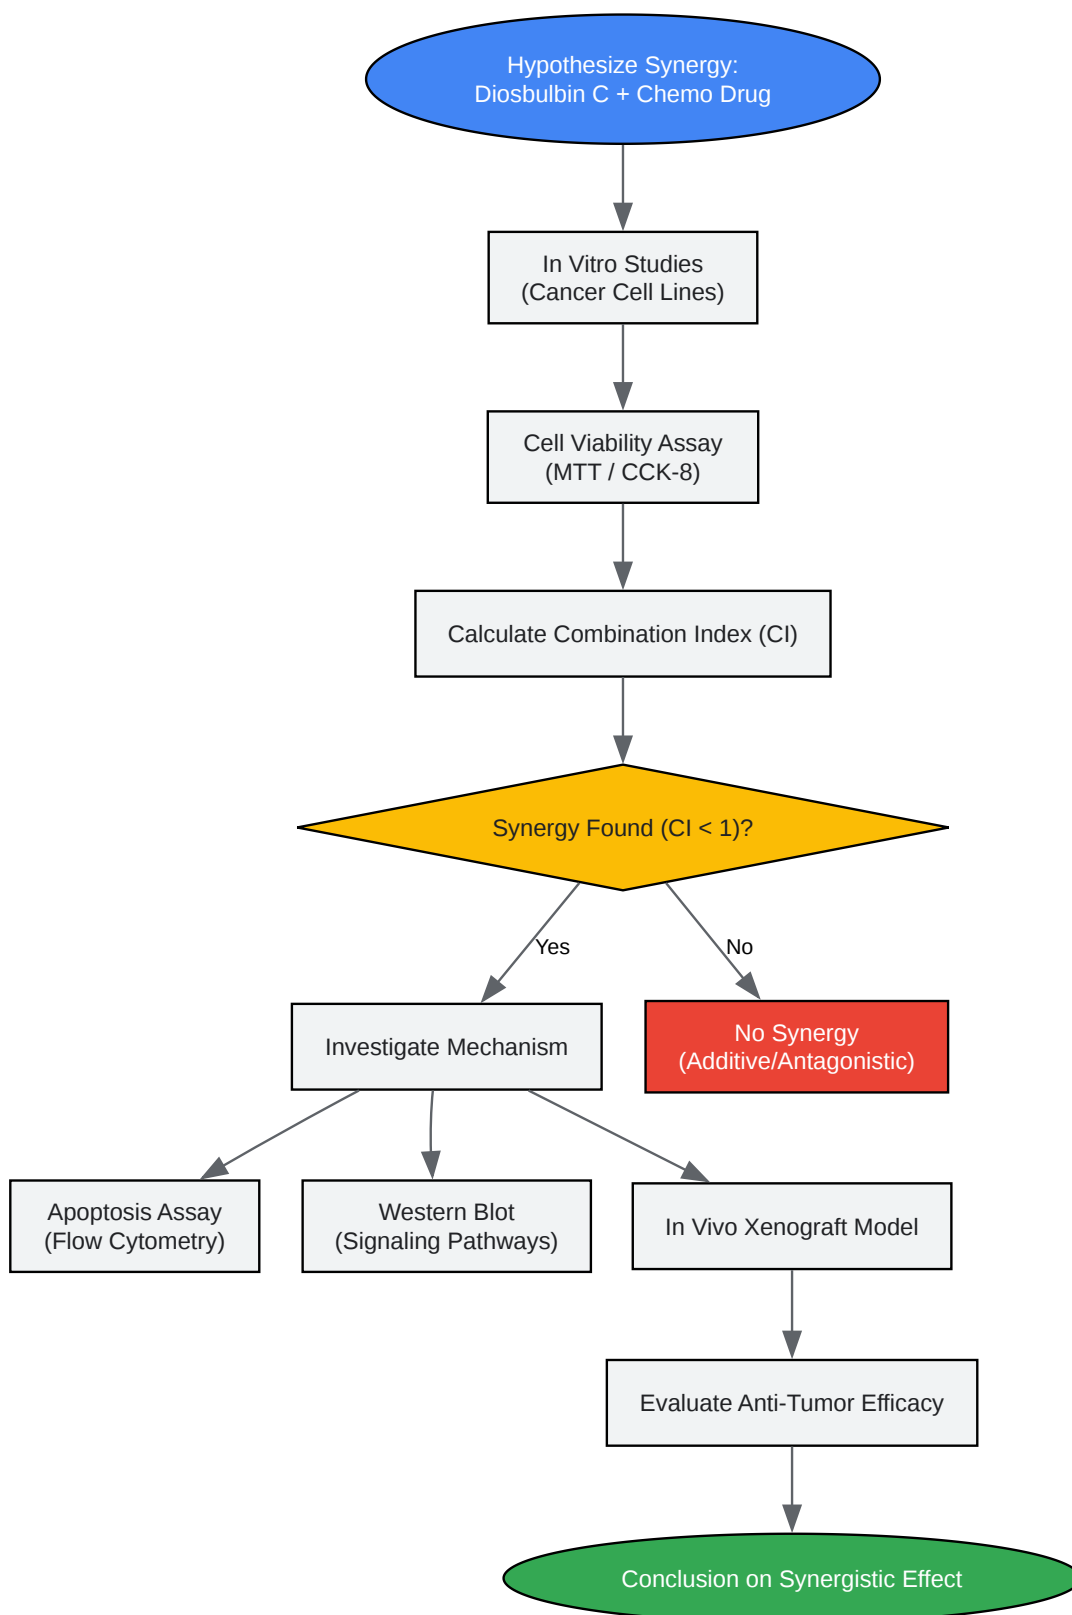 Hypothesize Synergy:
Diosbulbin C + Chemo Drug
In Vitro Studies
(Cancer Cell Lines)
Cell Viability Assay
(MTT / CCK-8)
Calculate Combination Index (CI)
Synergy Found (CI < 1)?
Yes
No
Investigate Mechanism
No Synergy
(Additive/Antagonistic)
Apoptosis Assay
(Flow Cytometry)
Western Blot
(Signaling Pathways)
In Vivo Xenograft Model
Evaluate Anti-Tumor Efficacy
Conclusion on Synergistic Effect